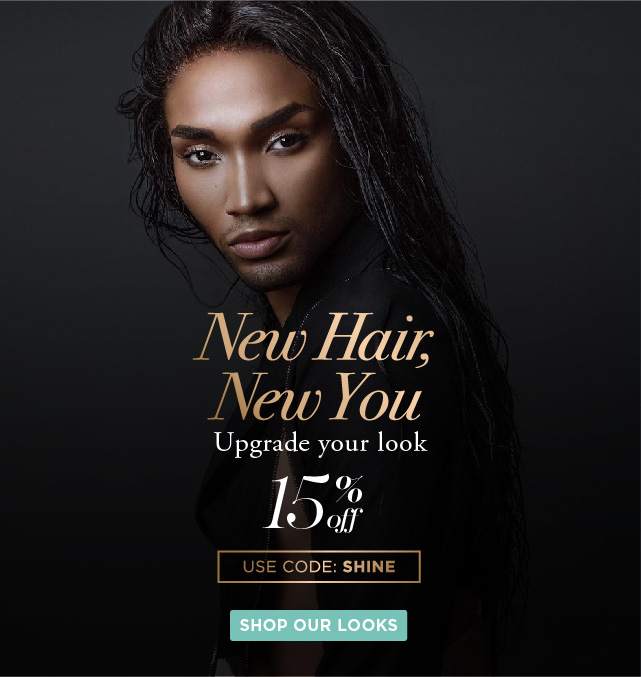 New Hair,
New You
Upgrade your look
15% off
USE CODE: SHINE
SHOP OUR LOOKS